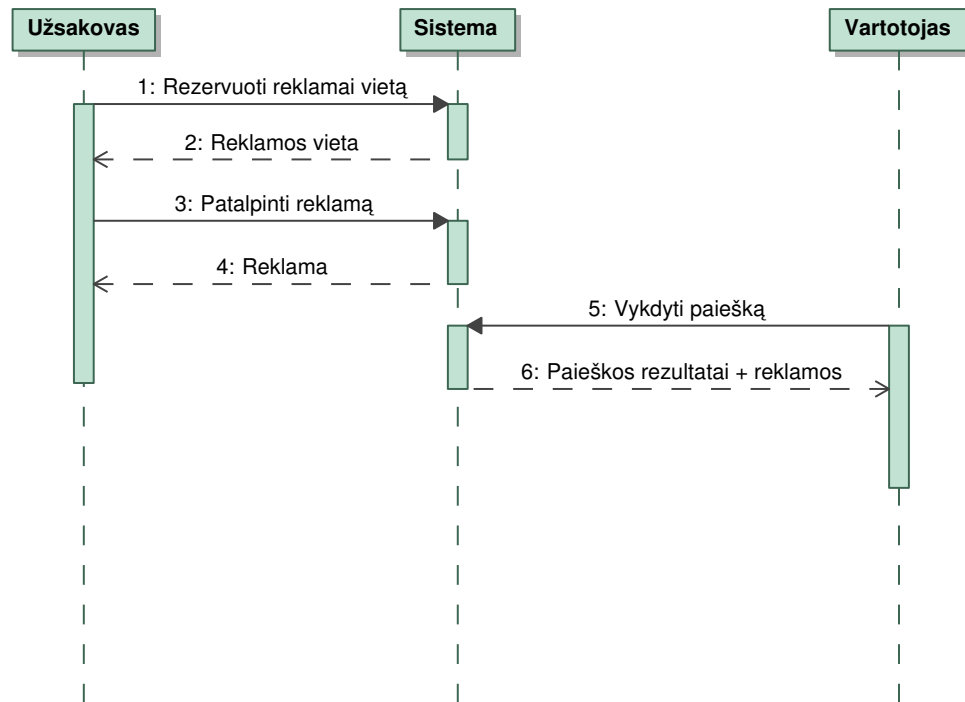 Užsakovas
Sistema
Vartotojas
1: Rezervuoti reklamai vietą
2: Reklamos vieta
3: Patalpinti reklamą
4: Reklama
5: Vykdyti paiešką
6: Paieškos rezultatai + reklamos